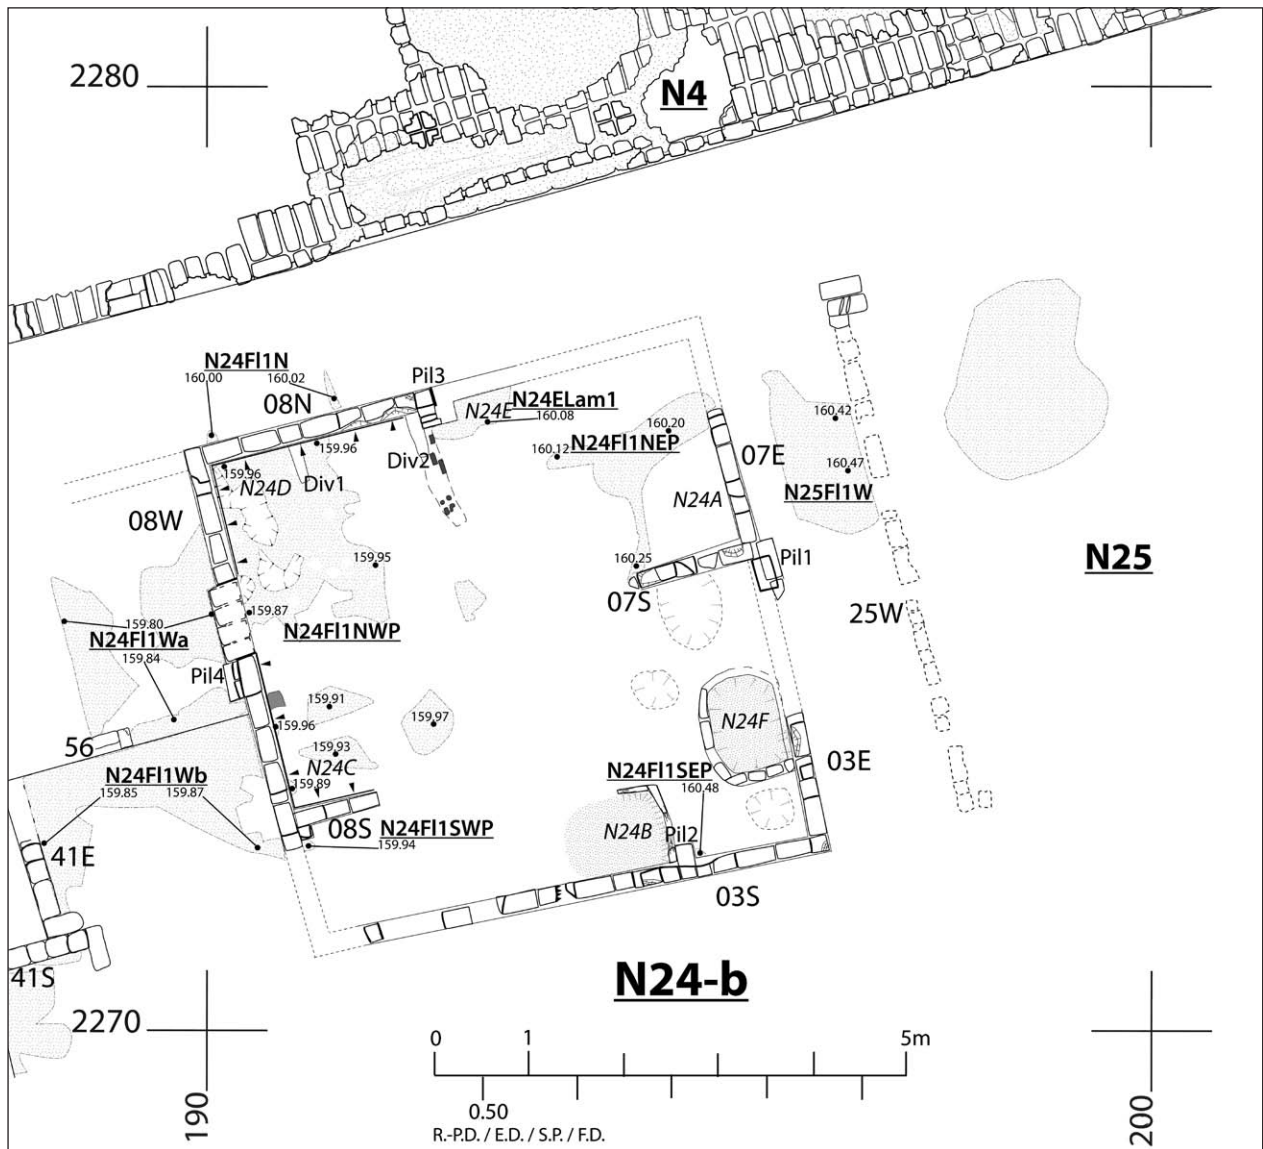 2280
N4
N24Fl1N
160.00
160.02
08N
Pil3
N24E
N24ELam1
160.08
160.20
160.12
N24Fl1NEP
159.96
Div2
159.96
N24D
Div1
07E
160.42
160.47
N25Fl1W
08W
N24A
159.95
160.25
Pil1
N25
07S
159.80
159.87
25W
N24Fl1Wa
N24Fl1NWP
159.84
Pil4
159.91
159.97
N24F
159.96
56
159.93
N24C
03E
N24Fl1Wb
N24Fl1SEP
159.85
159.87
159.89
160.48
08S
N24Fl1SWP
N24B
Pil2
159.94
41E
03S
41S
N24-b
2270
0
1
5m
0.50
R.-P.D. / E.D. / S.P. / F.D.
190
200